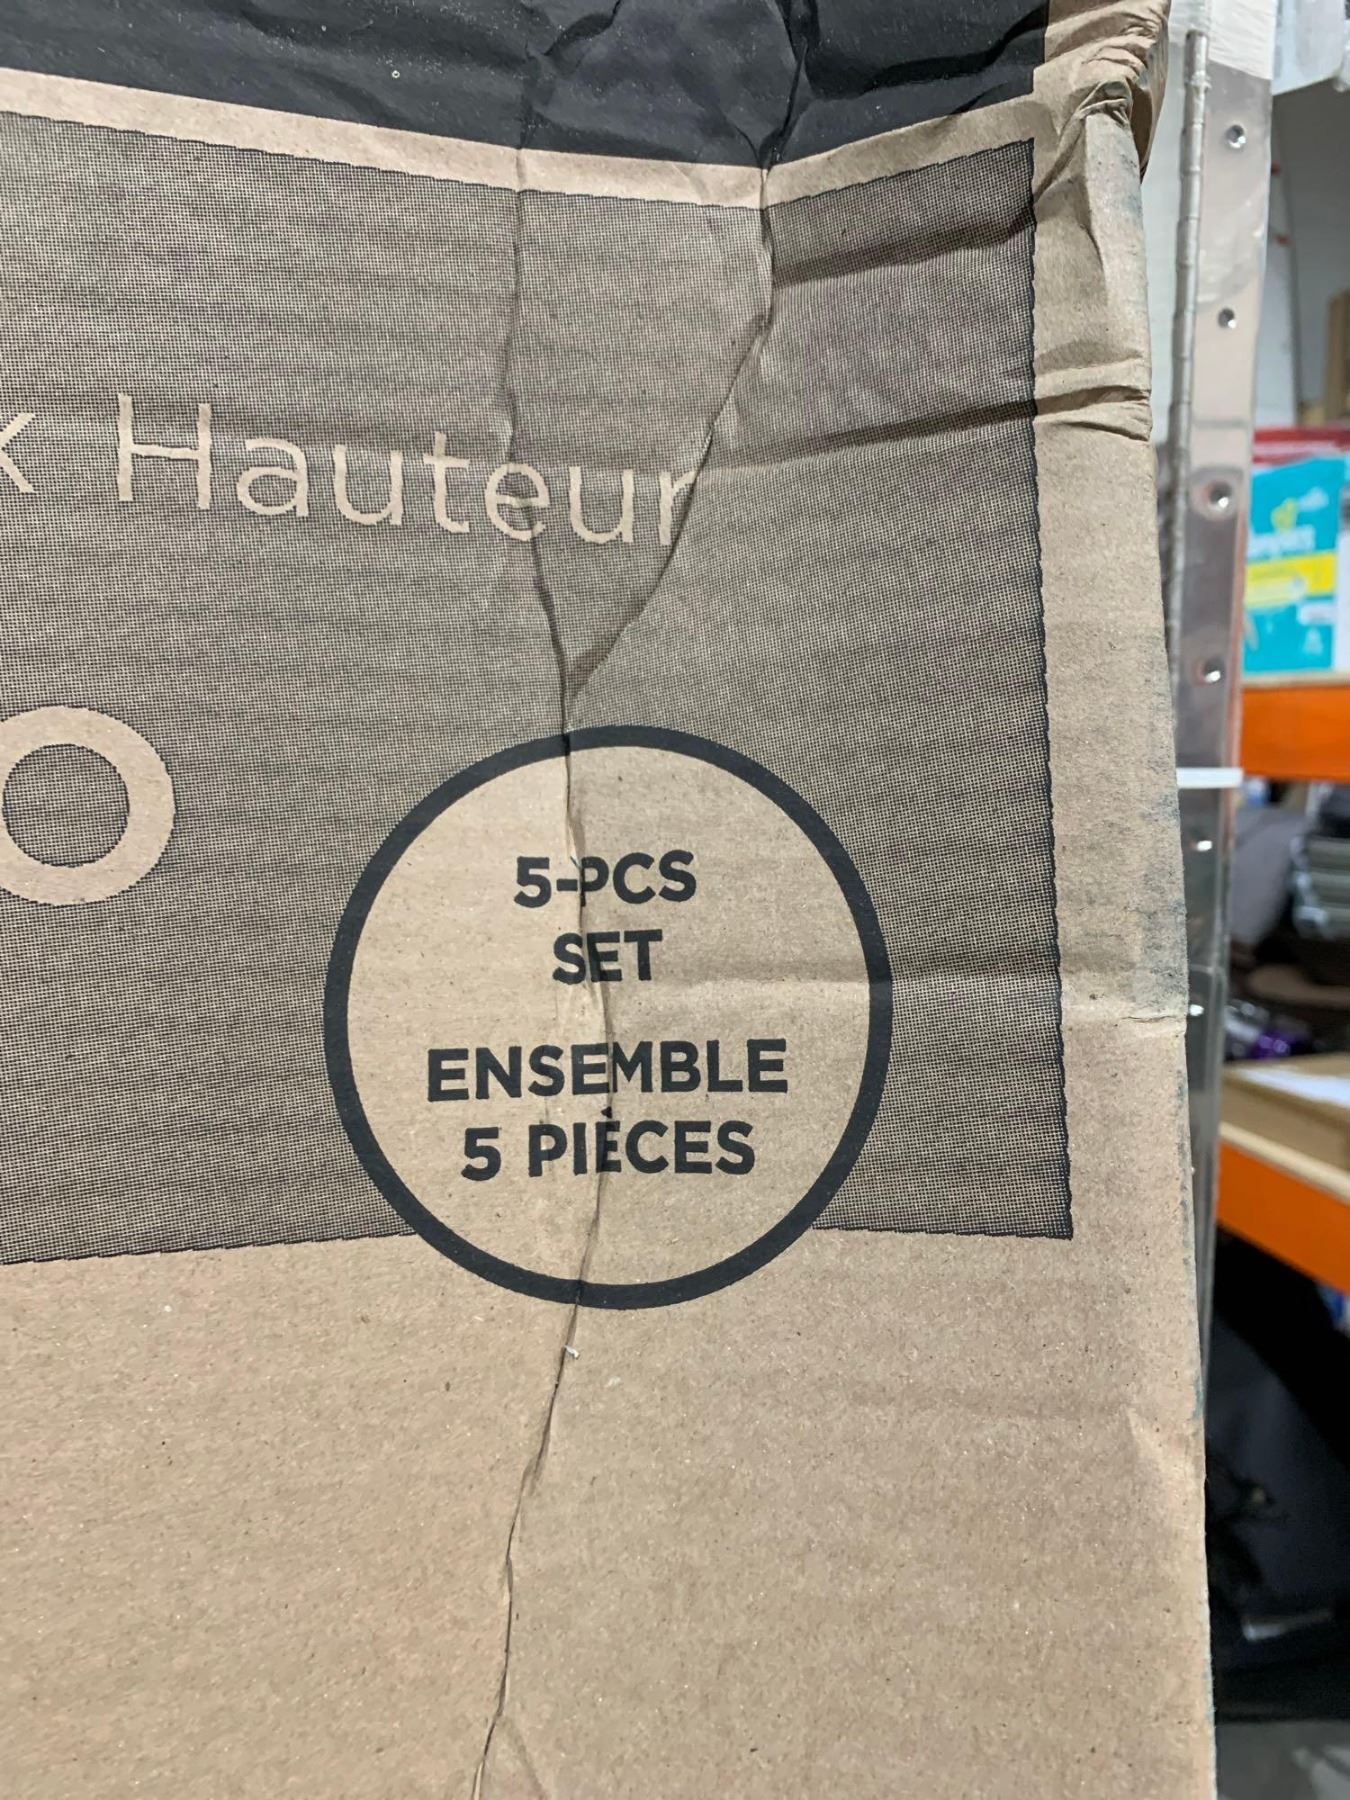 x Hauteur
O
5-PCS
SET
ENSEMBLE
5 PIÈCES